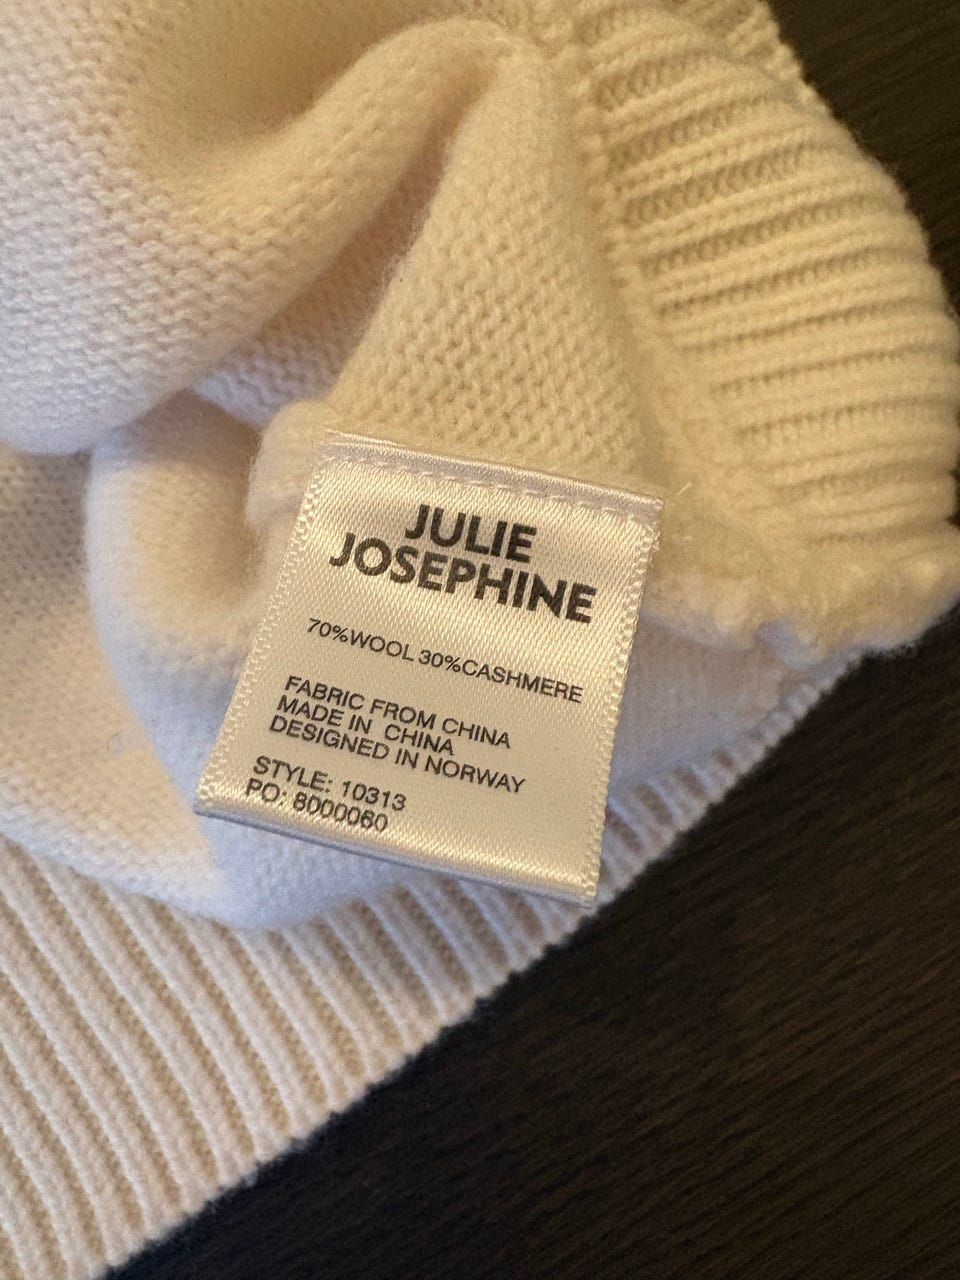 JULIE
JOSEPHINE
70%WOOL 30%CASHMERE
FABRIC FROM CHINA
MADE IN CHINA
DESIGNED IN NORWAY
STYLE: 10313
PO: 8000060